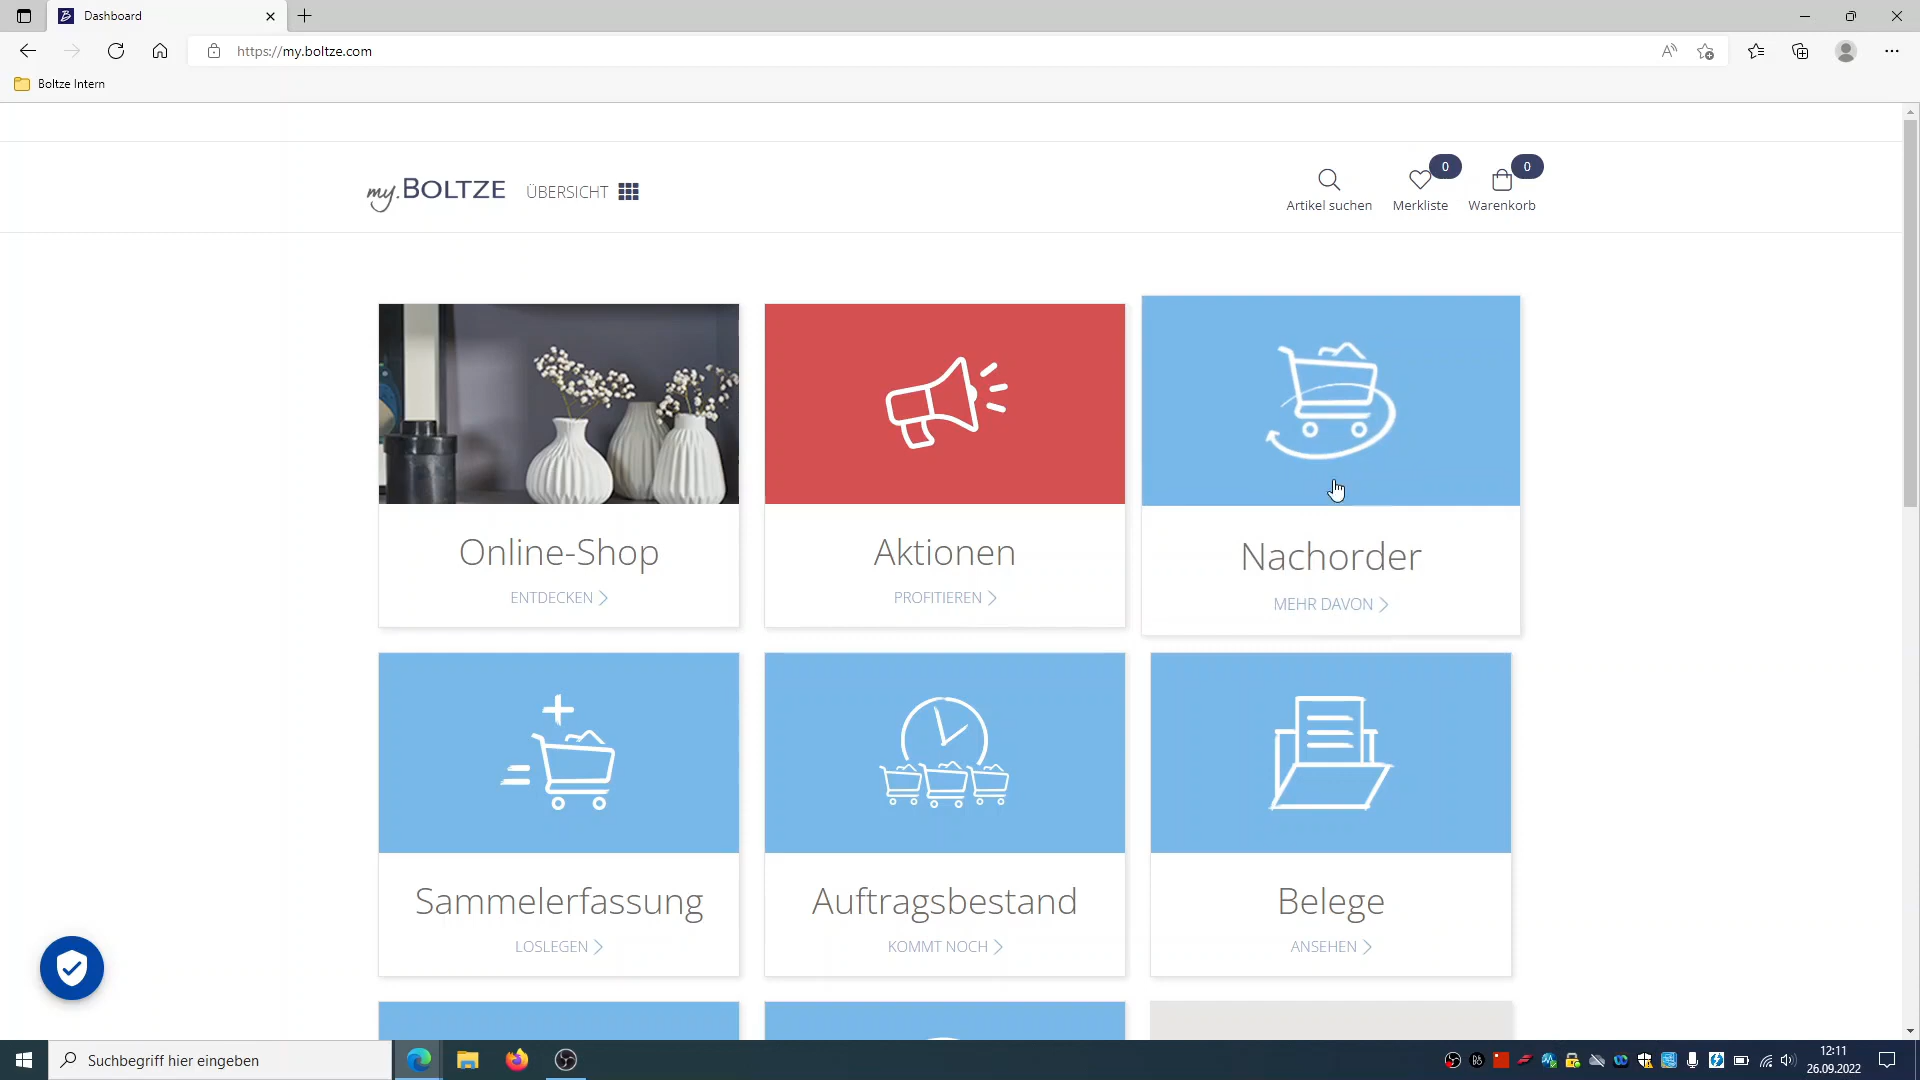 Dashboard
https://my.boltze.com
Boltze Intern
my.BOLTZE ÜBERSICHT
0 0
Artikel suchen Merkliste Warenkorb
Online-Shop
ENTDECKEN
Aktionen
PROFITIEREN
Nachorder
MEHR DAVON
Sammelerfassung
LOSLEGEN
Auftragsbestand
KOMMT NOCH
Belege
ANSEHEN
Suchbegriff hier eingeben
12:11
26.09.2022